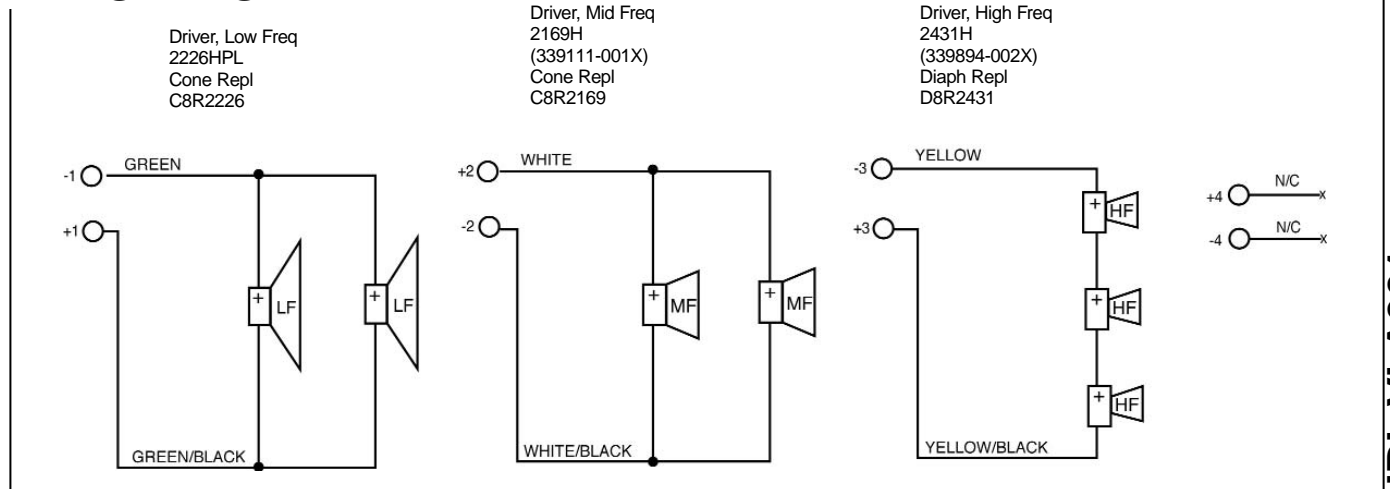 Driver, Low Freq
2226HPL
Cone Repl
C8R2226
Driver, Mid Freq
2169H
(339111-001X)
Cone Repl
C8R2169
Driver, High Freq
2431H
(339894-002X)
Diaph Repl
D8R2431
-1
GREEN
+1
+
LF
+
LF
GREEN/BLACK
+2
WHITE
-2
+
MF
+
MF
WHITE/BLACK
-3
YELLOW
+3
+
HF
+
HF
+
HF
YELLOW/BLACK
+4
N/C
x
-4
N/C
x